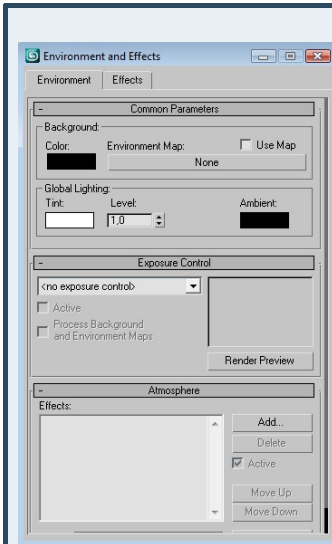 Environment and Effects
Environment Effects
- Common Parameters
Background:
Color: Environment Map: Use Map
None
Global Lighting:
Tint: Level: Ambient:
1,0
- Exposure Control
<no exposure control>
Active
Process Background
and Environment Maps
Render Preview
- Atmosphere
Effects:
Add...
Delete
Active
Move Up
Move Down